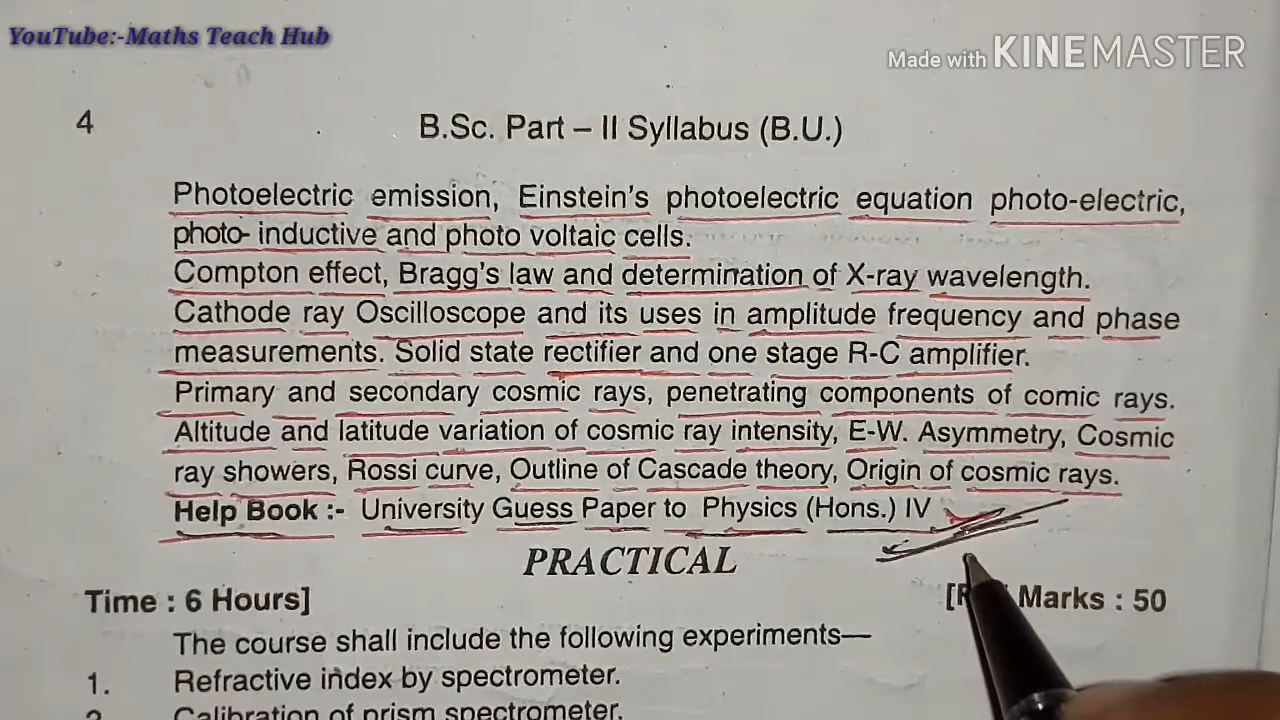 YouTube:-Maths Teach Hub
Made with KINEMASTER
4
B.Sc. Part – II Syllabus (B.U.)
Photoelectric emission, Einstein's photoelectric equation photo-electric,
photo- inductive and photo voltaic cells.
Compton effect, Bragg's law and determination of X-ray wavelength.
Cathode ray Oscilloscope and its uses in amplitude frequency and phase
measurements. Solid state rectifier and one stage R-C amplifier.
Primary and secondary cosmic rays, penetrating components of comic rays.
Altitude and latitude variation of cosmic ray intensity, E-W. Asymmetry, Cosmic
ray showers, Rossi curve, Outline of Cascade theory, Origin of cosmic rays.
Help Book :- University Guess Paper to Physics (Hons.) IV
PRACTICAL
Time : 6 Hours]
Marks : 50
The course shall include the following experiments—
1. Refractive index by spectrometer.
2. Calibration of prism spectrometer.